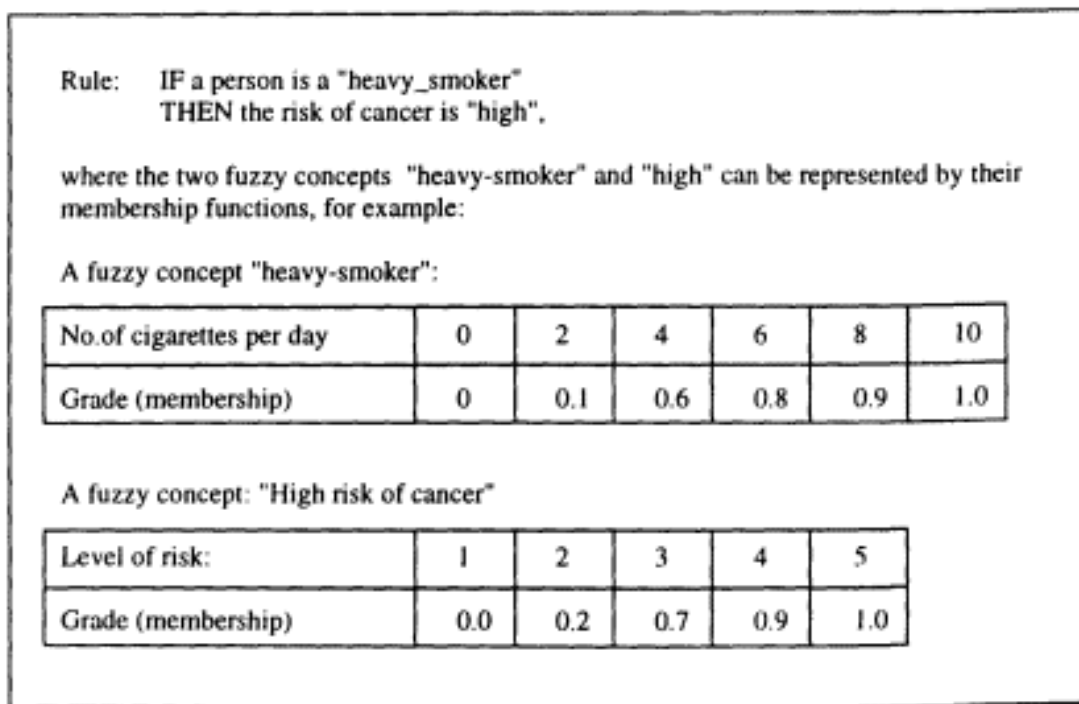 Rule: IF a person is a "heavy_smoker"
THEN the risk of cancer is "high",
where the two fuzzy concepts "heavy-smoker" and "high" can be represented by their
membership functions, for example:
A fuzzy concept "heavy-smoker":
No.of cigarettes per day 0 2 4 6 8 10
Grade (membership) 0 0.1 0.6 0.8 0.9 1.0
A fuzzy concept: "High risk of cancer"
Level of risk: 1 2 3 4 5
Grade (membership) 0.0 0.2 0.7 0.9 1.0